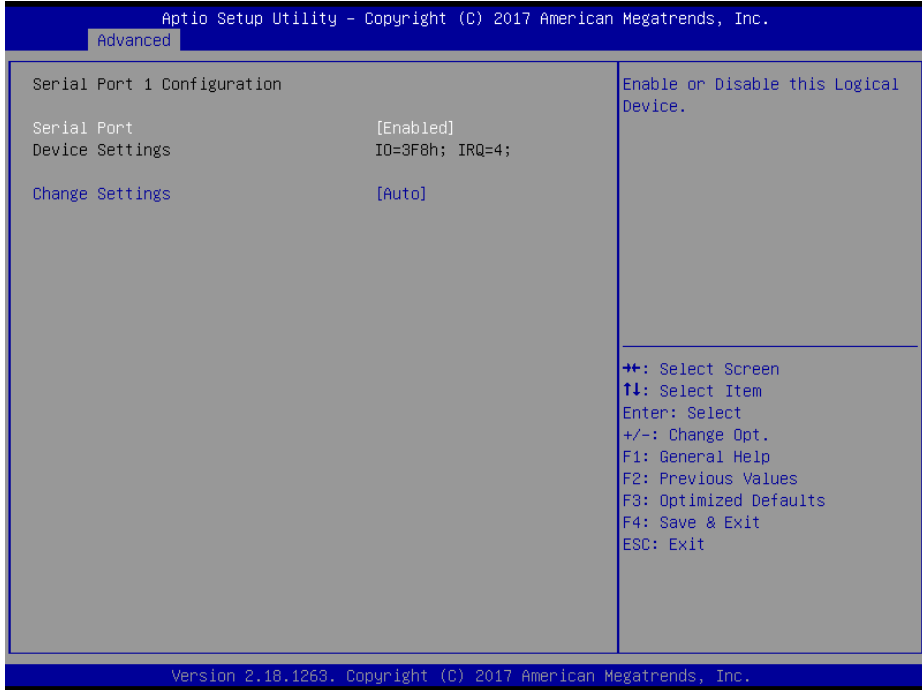 Aptio Setup Utility – Copyright (C) 2017 American Megatrends, Inc.
Advanced
Serial Port 1 Configuration
Serial Port [Enabled]
Device Settings IO=3F8h; IRQ=4;
Change Settings [Auto]
Enable or Disable this Logical
Device.
→←: Select Screen
↑↓: Select Item
Enter: Select
+/-: Change Opt.
F1: General Help
F2: Previous Values
F3: Optimized Defaults
F4: Save & Exit
ESC: Exit
Version 2.18.1263. Copyright (C) 2017 American Megatrends, Inc.